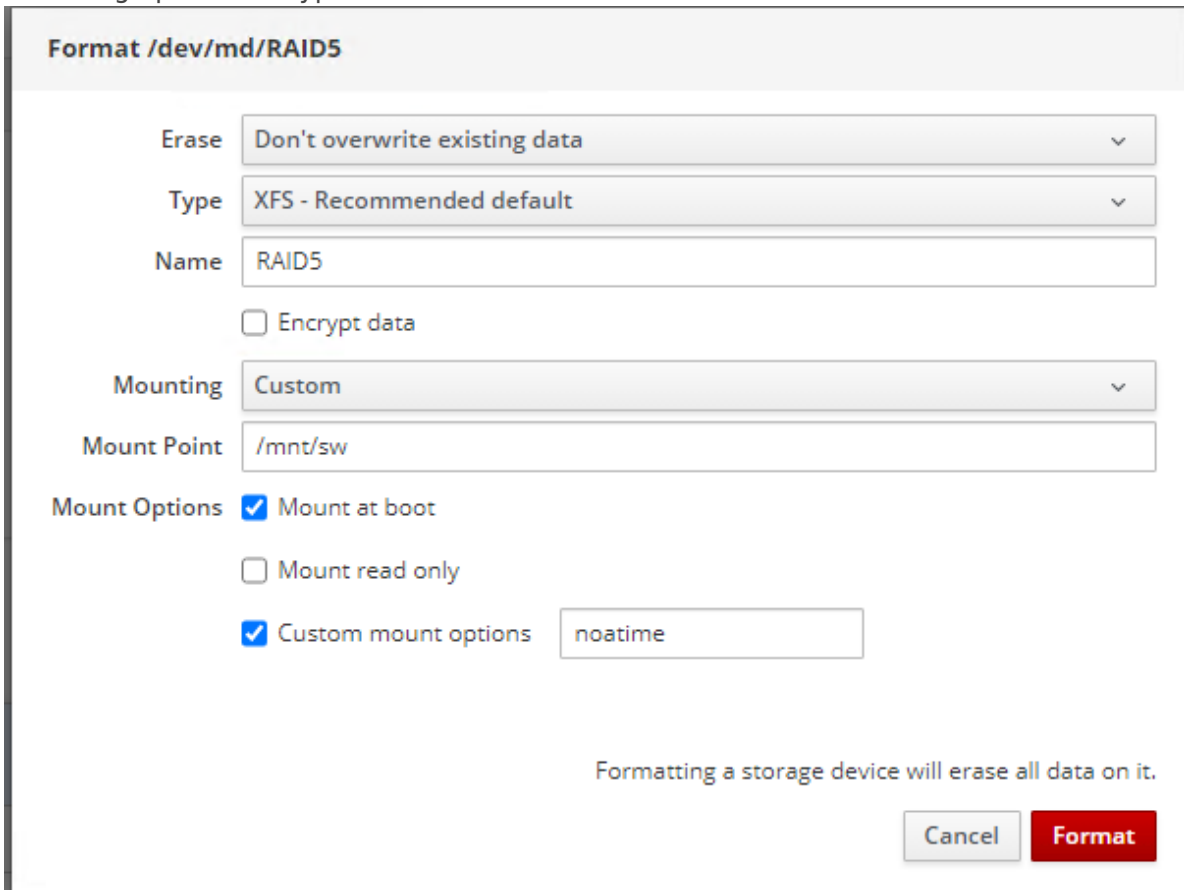 Format /dev/md/RAID5
Erase Don't overwrite existing data
Type XFS - Recommended default
Name RAID5
Encrypt data
Mounting Custom
Mount Point /mnt/sw
Mount Options Mount at boot
Mount read only
Custom mount options noatime
Formatting a storage device will erase all data on it.
Cancel Format